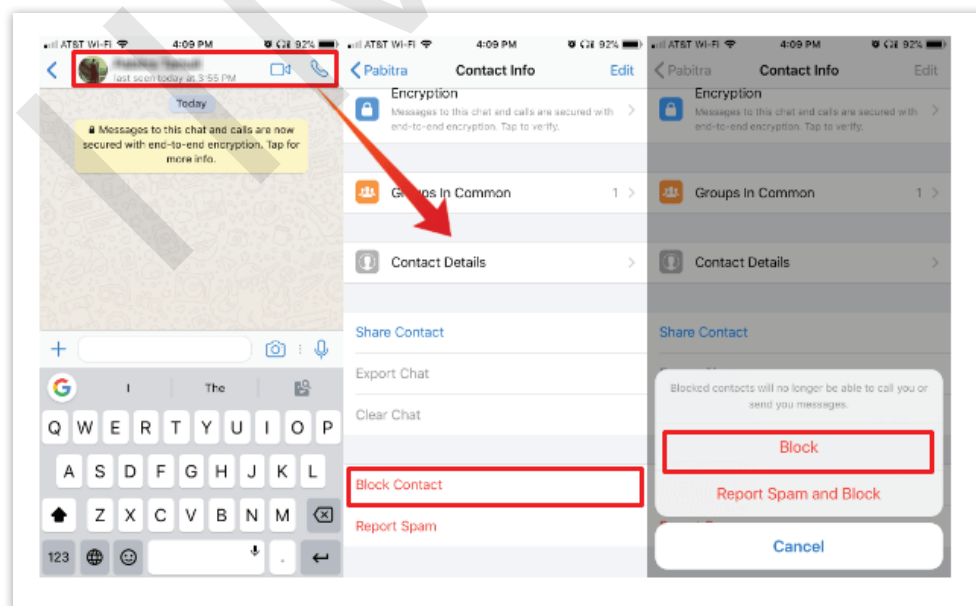 AT&T Wi-Fi 4:09 PM 92%
last seen today at 3:55 PM
Today
Messages to this chat and calls are now
secured with end-to-end encryption. Tap for
more info.
I The
Q W E R T Y U I O P
A S D F G H J K L
Z X C V B N M
123 .
AT&T Wi-Fi 4:09 PM 92%
Pabitra Contact Info Edit
Encryption
Messages to this chat and calls are secured with
end-to-end encryption. Tap to verify.
Groups In Common 1
Contact Details
Share Contact
Export Chat
Clear Chat
Block Contact
Report Spam
AT&T Wi-Fi 4:09 PM 92%
Pabitra Contact Info Edit
Encryption
Messages to this chat and calls are secured with
end-to-end encryption. Tap to verify.
Groups In Common 1
Contact Details
Share Contact
Blocked contacts will no longer be able to call you or
send you messages.
Block
Report Spam and Block
Cancel